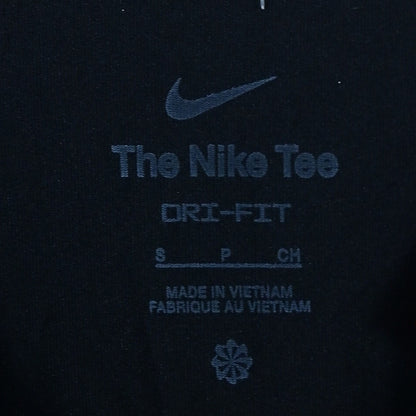 The Nike Tee
DRI-FIT
S P CH
MADE IN VIETNAM
FABRIQUE AU VIETNAM